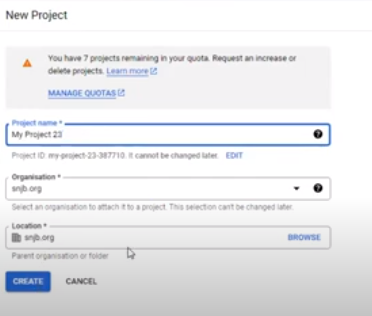 New Project
You have 7 projects remaining in your quota. Request an increase or
delete projects. Learn more
MANAGE QUOTAS
Project name *
My Project 23
Project ID: my-project-23-387710. It cannot be changed later. EDIT
Organisation *
snjb.org
Select an organisation to attach it to a project. This selection can't be changed later.
Location *
snjb.org BROWSE
Parent organisation or folder
CREATE CANCEL